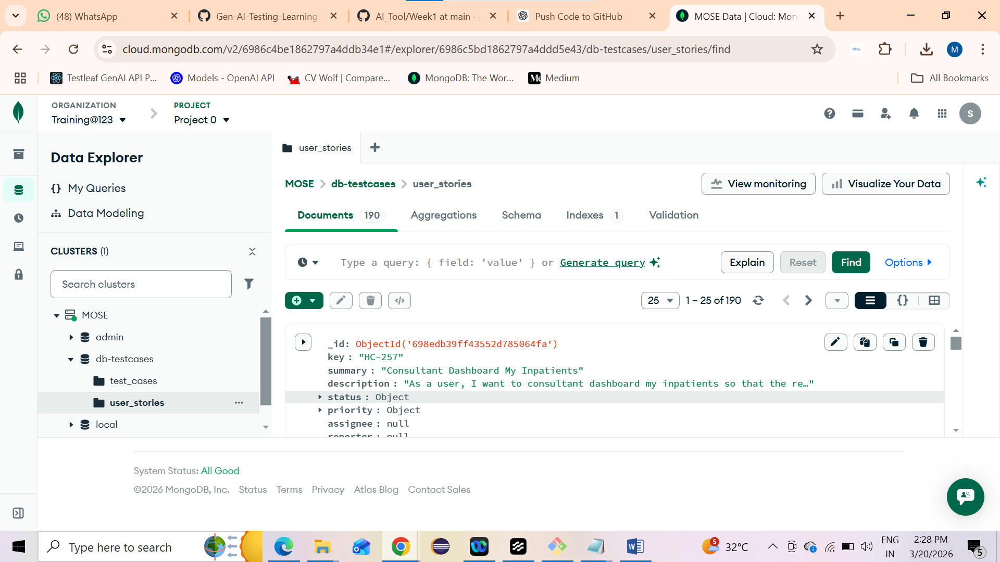 (48) WhatsApp
Gen-AI-Testing-Learning-
AI_Tool/Week1 at main ·
Push Code to GitHub
MOSE Data | Cloud: Mon
cloud.mongodb.com/v2/6986c4be1862797a4ddb34e1#/explorer/6986c5bd1862797a4ddd5e43/db-testcases/user_stories/find
M
Testleaf GenAI API P...
Models - OpenAI API
CV Wolf | Compare...
MongoDB: The Wor...
Medium
All Bookmarks
ORGANIZATION
Training@123
PROJECT
Project 0
S
Data Explorer
My Queries
Data Modeling
CLUSTERS (1)
Search clusters
MOSE
admin
db-testcases
test_cases
user_stories
local
user_stories
MOSE > db-testcases > user_stories
View monitoring
Visualize Your Data
Documents 190
Aggregations
Schema
Indexes 1
Validation
Type a query: { field: 'value' } or Generate query
Explain
Reset
Find
Options
25
1 – 25 of 190
_id: ObjectId('698edb39ff43552d785064fa')
key : "HC-257"
summary : "Consultant Dashboard My Inpatients"
description : "As a user, I want to consultant dashboard my inpatients so that the re…"
status : Object
priority : Object
assignee : null
reporter : null
System Status: All Good
©2026 MongoDB, Inc.
Status
Terms
Privacy
Atlas Blog
Contact Sales
Type here to search
5
32°C
ENG
IN
2:28 PM
3/20/2026
5